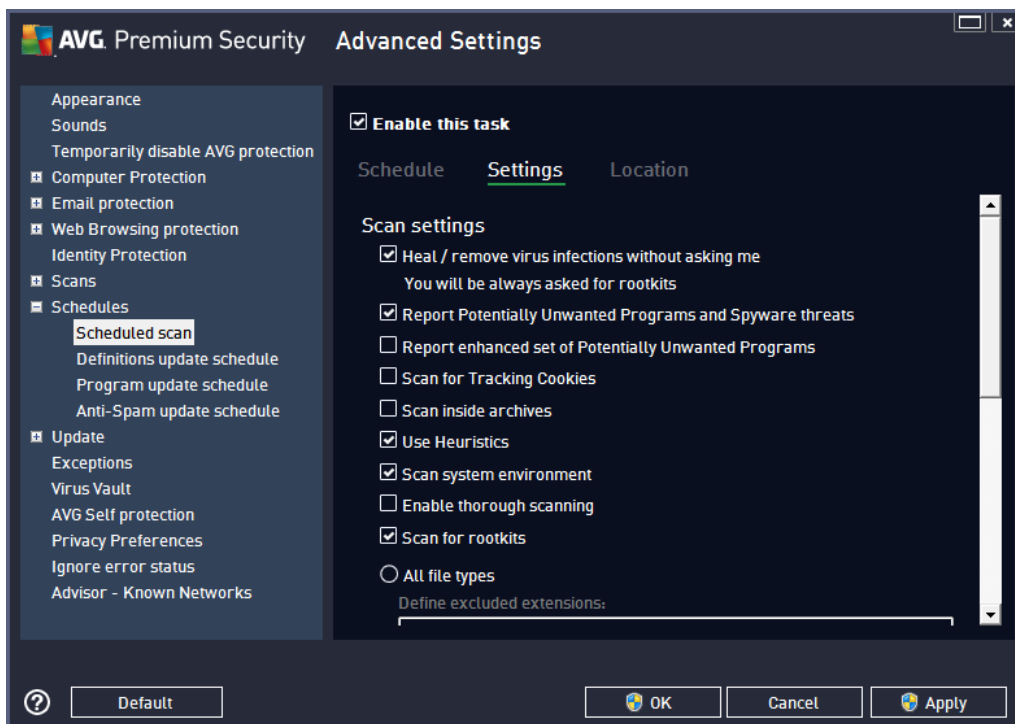 AVG. Premium Security
Advanced Settings
Appearance
Sounds
Temporarily disable AVG protection
Computer Protection
Email protection
Web Browsing protection
Identity Protection
Scans
Schedules
Scheduled scan
Definitions update schedule
Program update schedule
Anti-Spam update schedule
Update
Exceptions
Virus Vault
AVG Self protection
Privacy Preferences
Ignore error status
Advisor - Known Networks
Enable this task
Schedule Settings Location
Scan settings
Heal / remove virus infections without asking me
You will be always asked for rootkits
Report Potentially Unwanted Programs and Spyware threats
Report enhanced set of Potentially Unwanted Programs
Scan for Tracking Cookies
Scan inside archives
Use Heuristics
Scan system environment
Enable thorough scanning
Scan for rootkits
All file types
Define excluded extensions:
? Default OK Cancel Apply